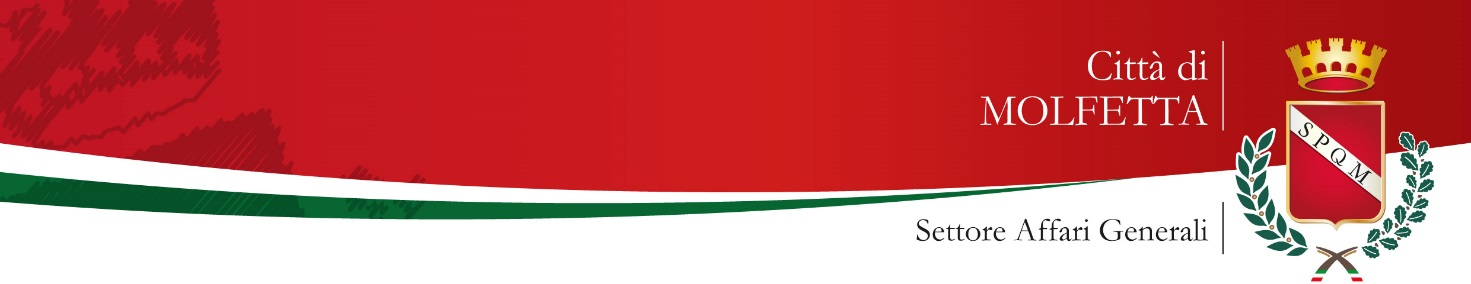 Città di
MOLFETTA
SPQM
Settore Affari Generali